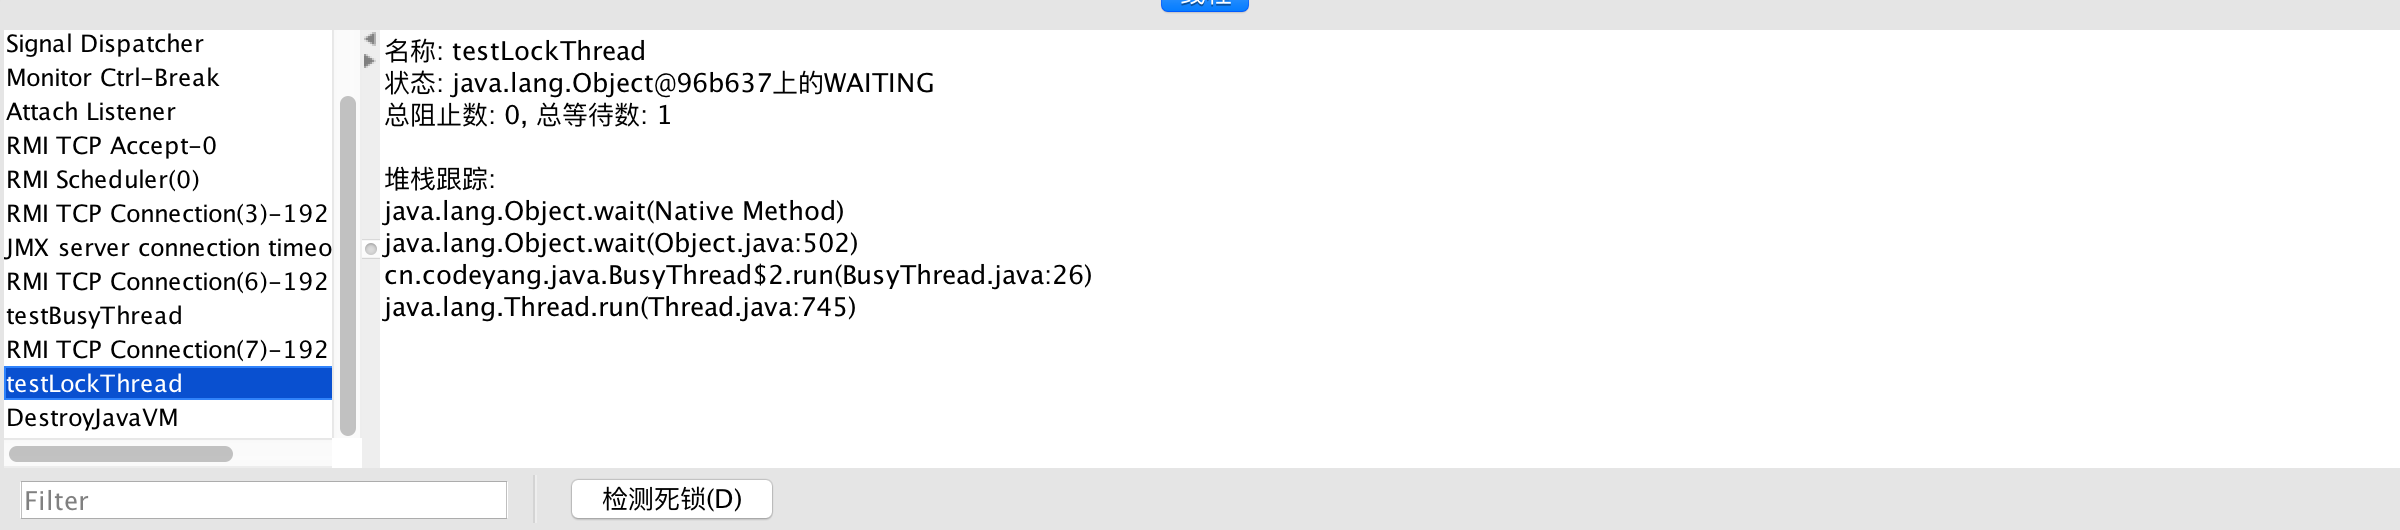 线程
Signal Dispatcher
Monitor Ctrl-Break
Attach Listener
RMI TCP Accept-0
RMI Scheduler(0)
RMI TCP Connection(3)-192
JMX server connection timeo
RMI TCP Connection(6)-192
testBusyThread
RMI TCP Connection(7)-192
testLockThread
DestroyJavaVM
名称: testLockThread
状态: java.lang.Object@96b637上的WAITING
总阻止数: 0, 总等待数: 1
堆栈跟踪:
java.lang.Object.wait(Native Method)
java.lang.Object.wait(Object.java:502)
cn.codeyang.java.BusyThread$2.run(BusyThread.java:26)
java.lang.Thread.run(Thread.java:745)
Filter
检测死锁(D)